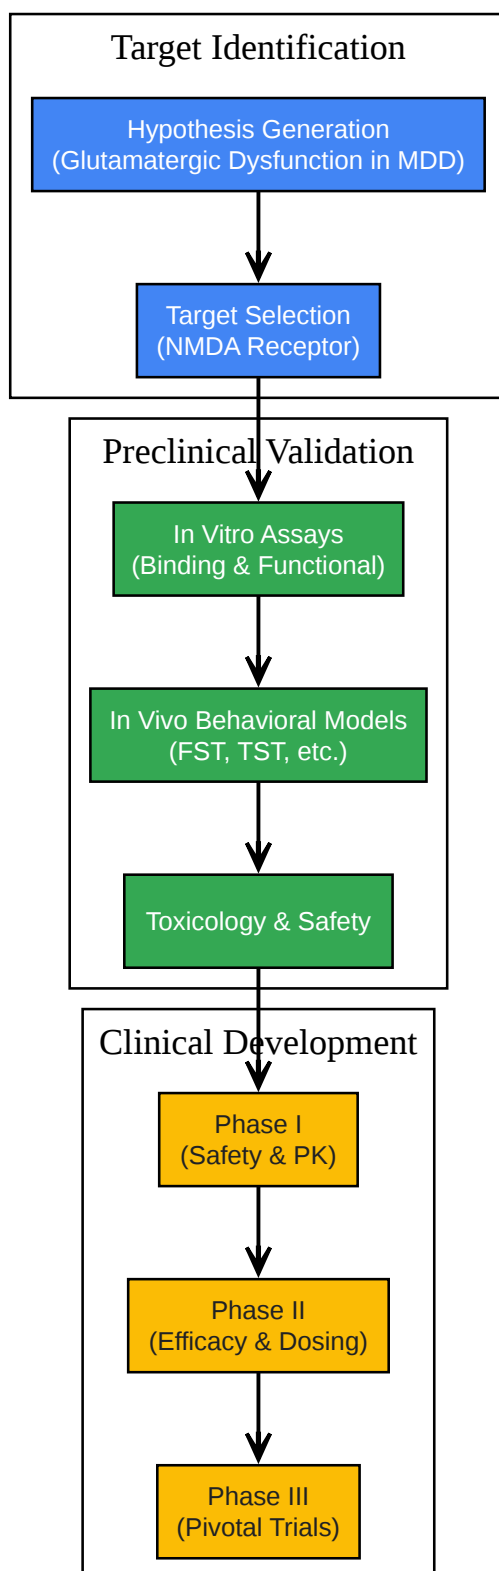 Target Identification
Hypothesis Generation
(Glutamatergic Dysfunction in MDD)
Target Selection
(NMDA Receptor)
Preclinical Validation
In Vitro Assays
(Binding & Functional)
In Vivo Behavioral Models
(FST, TST, etc.)
Toxicology & Safety
Clinical Development
Phase I
(Safety & PK)
Phase II
(Efficacy & Dosing)
Phase III
(Pivotal Trials)